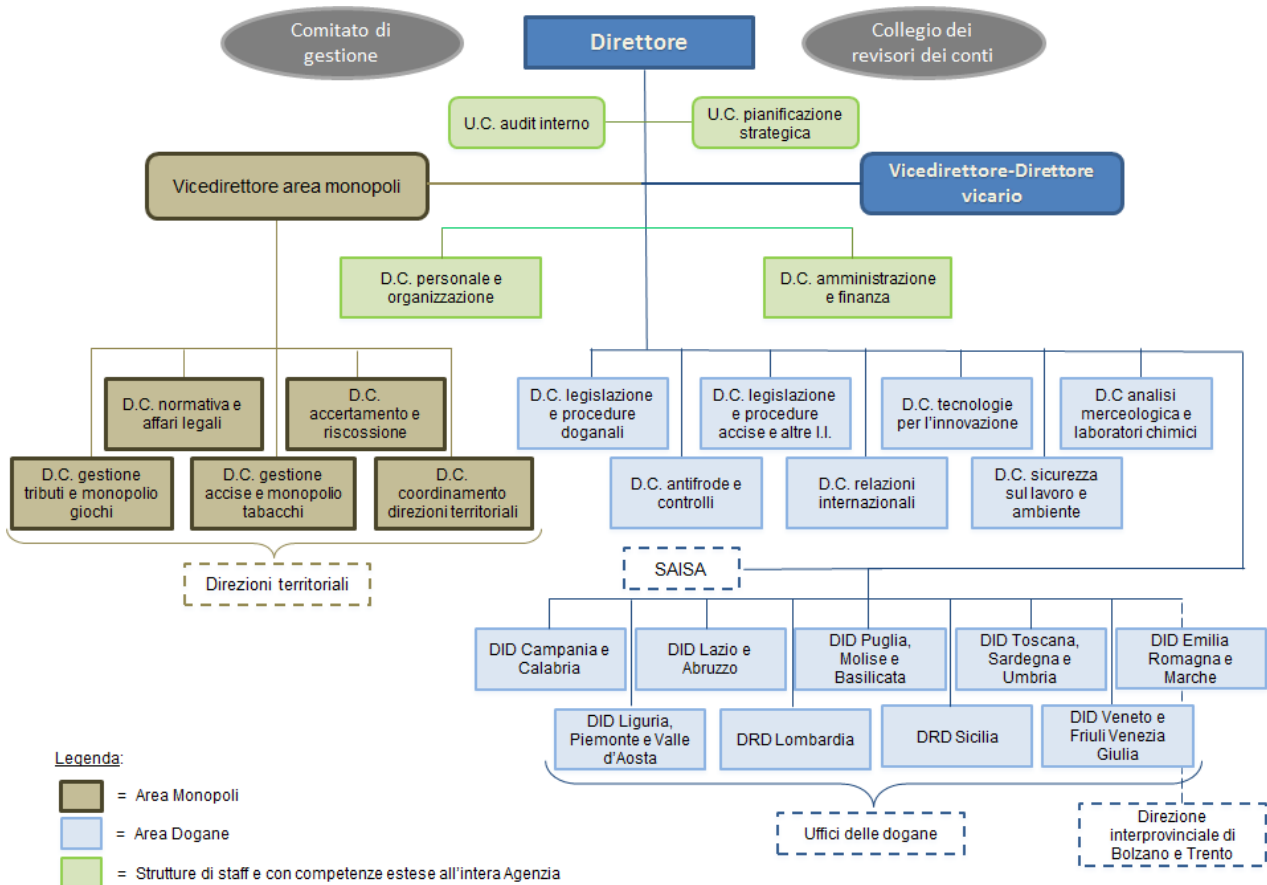 Comitato di
gestione
Direttore
Collegio dei
revisori dei conti
U.C. audit interno
U.C. pianificazione
strategica
Vicedirettore area monopoli
Vicedirettore-Direttore
vicario
D.C. personale e
organizzazione
D.C. amministrazione
e finanza
D.C. normativa e
affari legali
D.C.
accertamento e
riscossione
D.C. gestione
tributi e monopolio
giochi
D.C. gestione
accise e monopolio
tabacchi
D.C.
coordinamento
direzioni territoriali
Direzioni territoriali
D.C. legislazione
e procedure
doganali
D.C. legislazione
e procedure
accise e altre I.I.
D.C. tecnologie
per l'innovazione
D.C analisi
merceologica e
laboratori chimici
D.C. antifrode e
controlli
D.C. relazioni
internazionali
D.C. sicurezza
sul lavoro e
ambiente
SAISA
DID Campania e
Calabria
DID Lazio e
Abruzzo
DID Puglia,
Molise e
Basilicata
DID Toscana,
Sardegna e
Umbria
DID Emilia
Romagna e
Marche
DID Liguria,
Piemonte e Valle
d'Aosta
DRD Lombardia
DRD Sicilia
DID Veneto e
Friuli Venezia
Giulia
Uffici delle dogane
Direzione
interprovinciale di
Bolzano e Trento
Legenda:
= Area Monopoli
= Area Dogane
= Strutture di staff e con competenze estese all'intera Agenzia